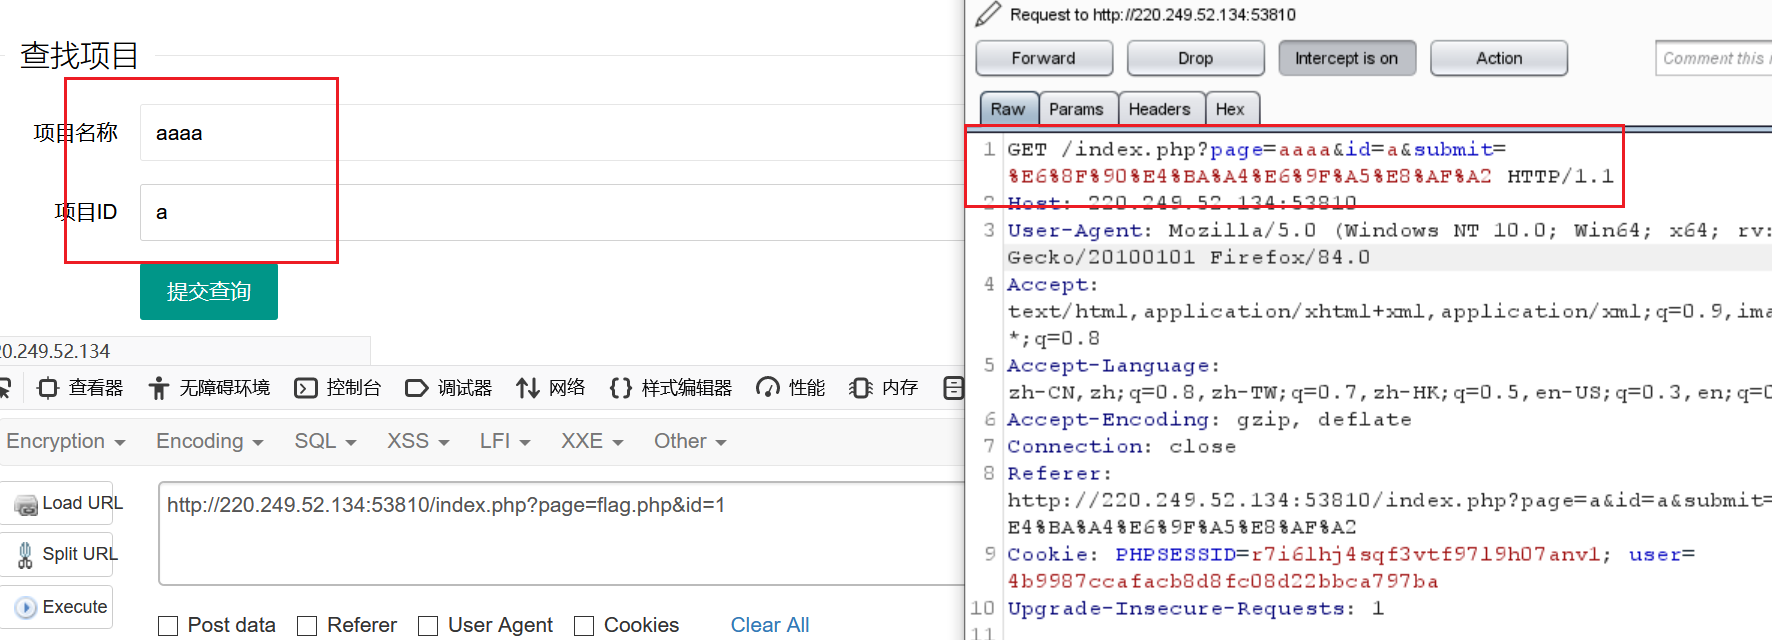 查找项目
项目名称 aaaa
项目ID a
提交查询
0.249.52.134
查看器 无障碍环境 控制台 调试器 网络 样式编辑器 性能 内存
Encryption Encoding SQL XSS LFI XXE Other
Load URL http://220.249.52.134:53810/index.php?page=flag.php&id=1
Split URL
Execute
Post data Referer User Agent Cookies Clear All
Request to http://220.249.52.134:53810
Forward Drop Intercept is on Action Comment this
Raw Params Headers Hex
1 GET /index.php?page=aaaa&id=a&submit=
%E6%8F%90%E4%BA%A4%E6%9F%A5%E8%AF%A2 HTTP/1.1
2 Host: 220.249.52.134:53810
3 User-Agent: Mozilla/5.0 (Windows NT 10.0; Win64; x64; rv:
Gecko/20100101 Firefox/84.0
4 Accept:
text/html,application/xhtml+xml,application/xml;q=0.9,ima
*;q=0.8
5 Accept-Language:
zh-CN,zh;q=0.8,zh-TW;q=0.7,zh-HK;q=0.5,en-US;q=0.3,en;q=0
6 Accept-Encoding: gzip, deflate
7 Connection: close
8 Referer:
http://220.249.52.134:53810/index.php?page=a&id=a&submit=
E4%BA%A4%E6%9F%A5%E8%AF%A2
9 Cookie: PHPSESSID=r7i6lhj4sqf3vtf97l9h07anv1; user=
4b9987ccafacb8d8fc08d22bbca797ba
10 Upgrade-Insecure-Requests: 1
11